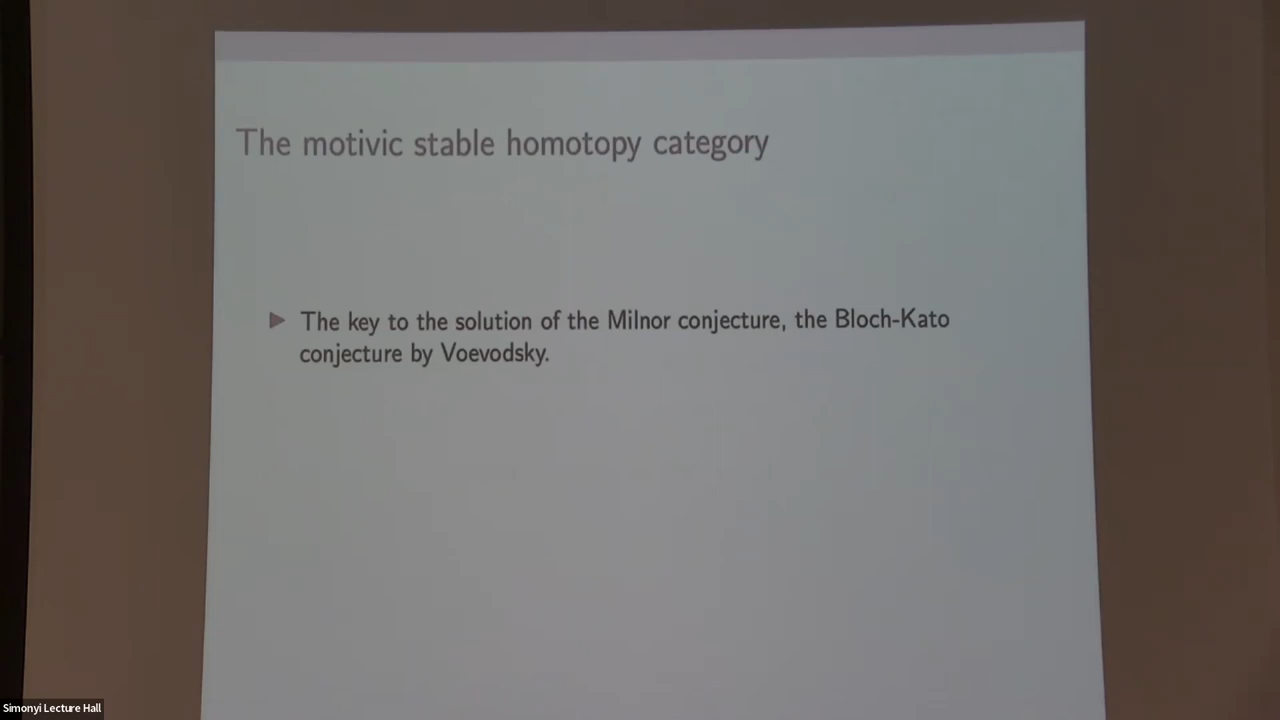 The motivic stable homotopy category
▶ The key to the solution of the Milnor conjecture, the Bloch-Kato
conjecture by Voevodsky.
Simonyi Lecture Hall